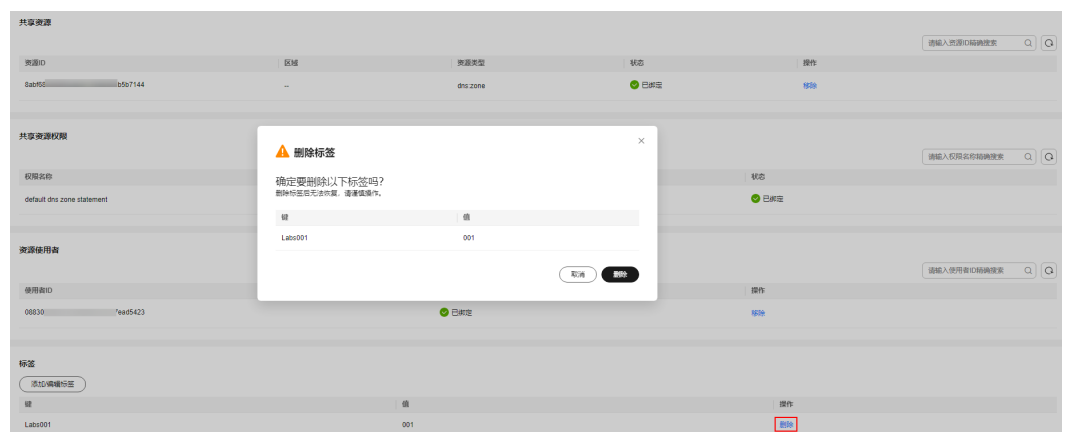 共享资源
请输入资源ID精确搜索
资源ID 区域 资源类型 状态 操作
8abf68 b5b7144 -- dns:zone 已绑定 移除
共享资源权限
请输入权限名称精确搜索
权限名称 状态
default dns zone statement 已绑定
删除标签
确定要删除以下标签吗?
删除标签后无法恢复，请谨慎操作。
键 值
Labs001 001
取消 删除
资源使用者
请输入使用者ID精确搜索
使用者ID 操作
08830 7ead5423 已绑定 移除
标签
添加/编辑标签
键 值 操作
Labs001 001 删除